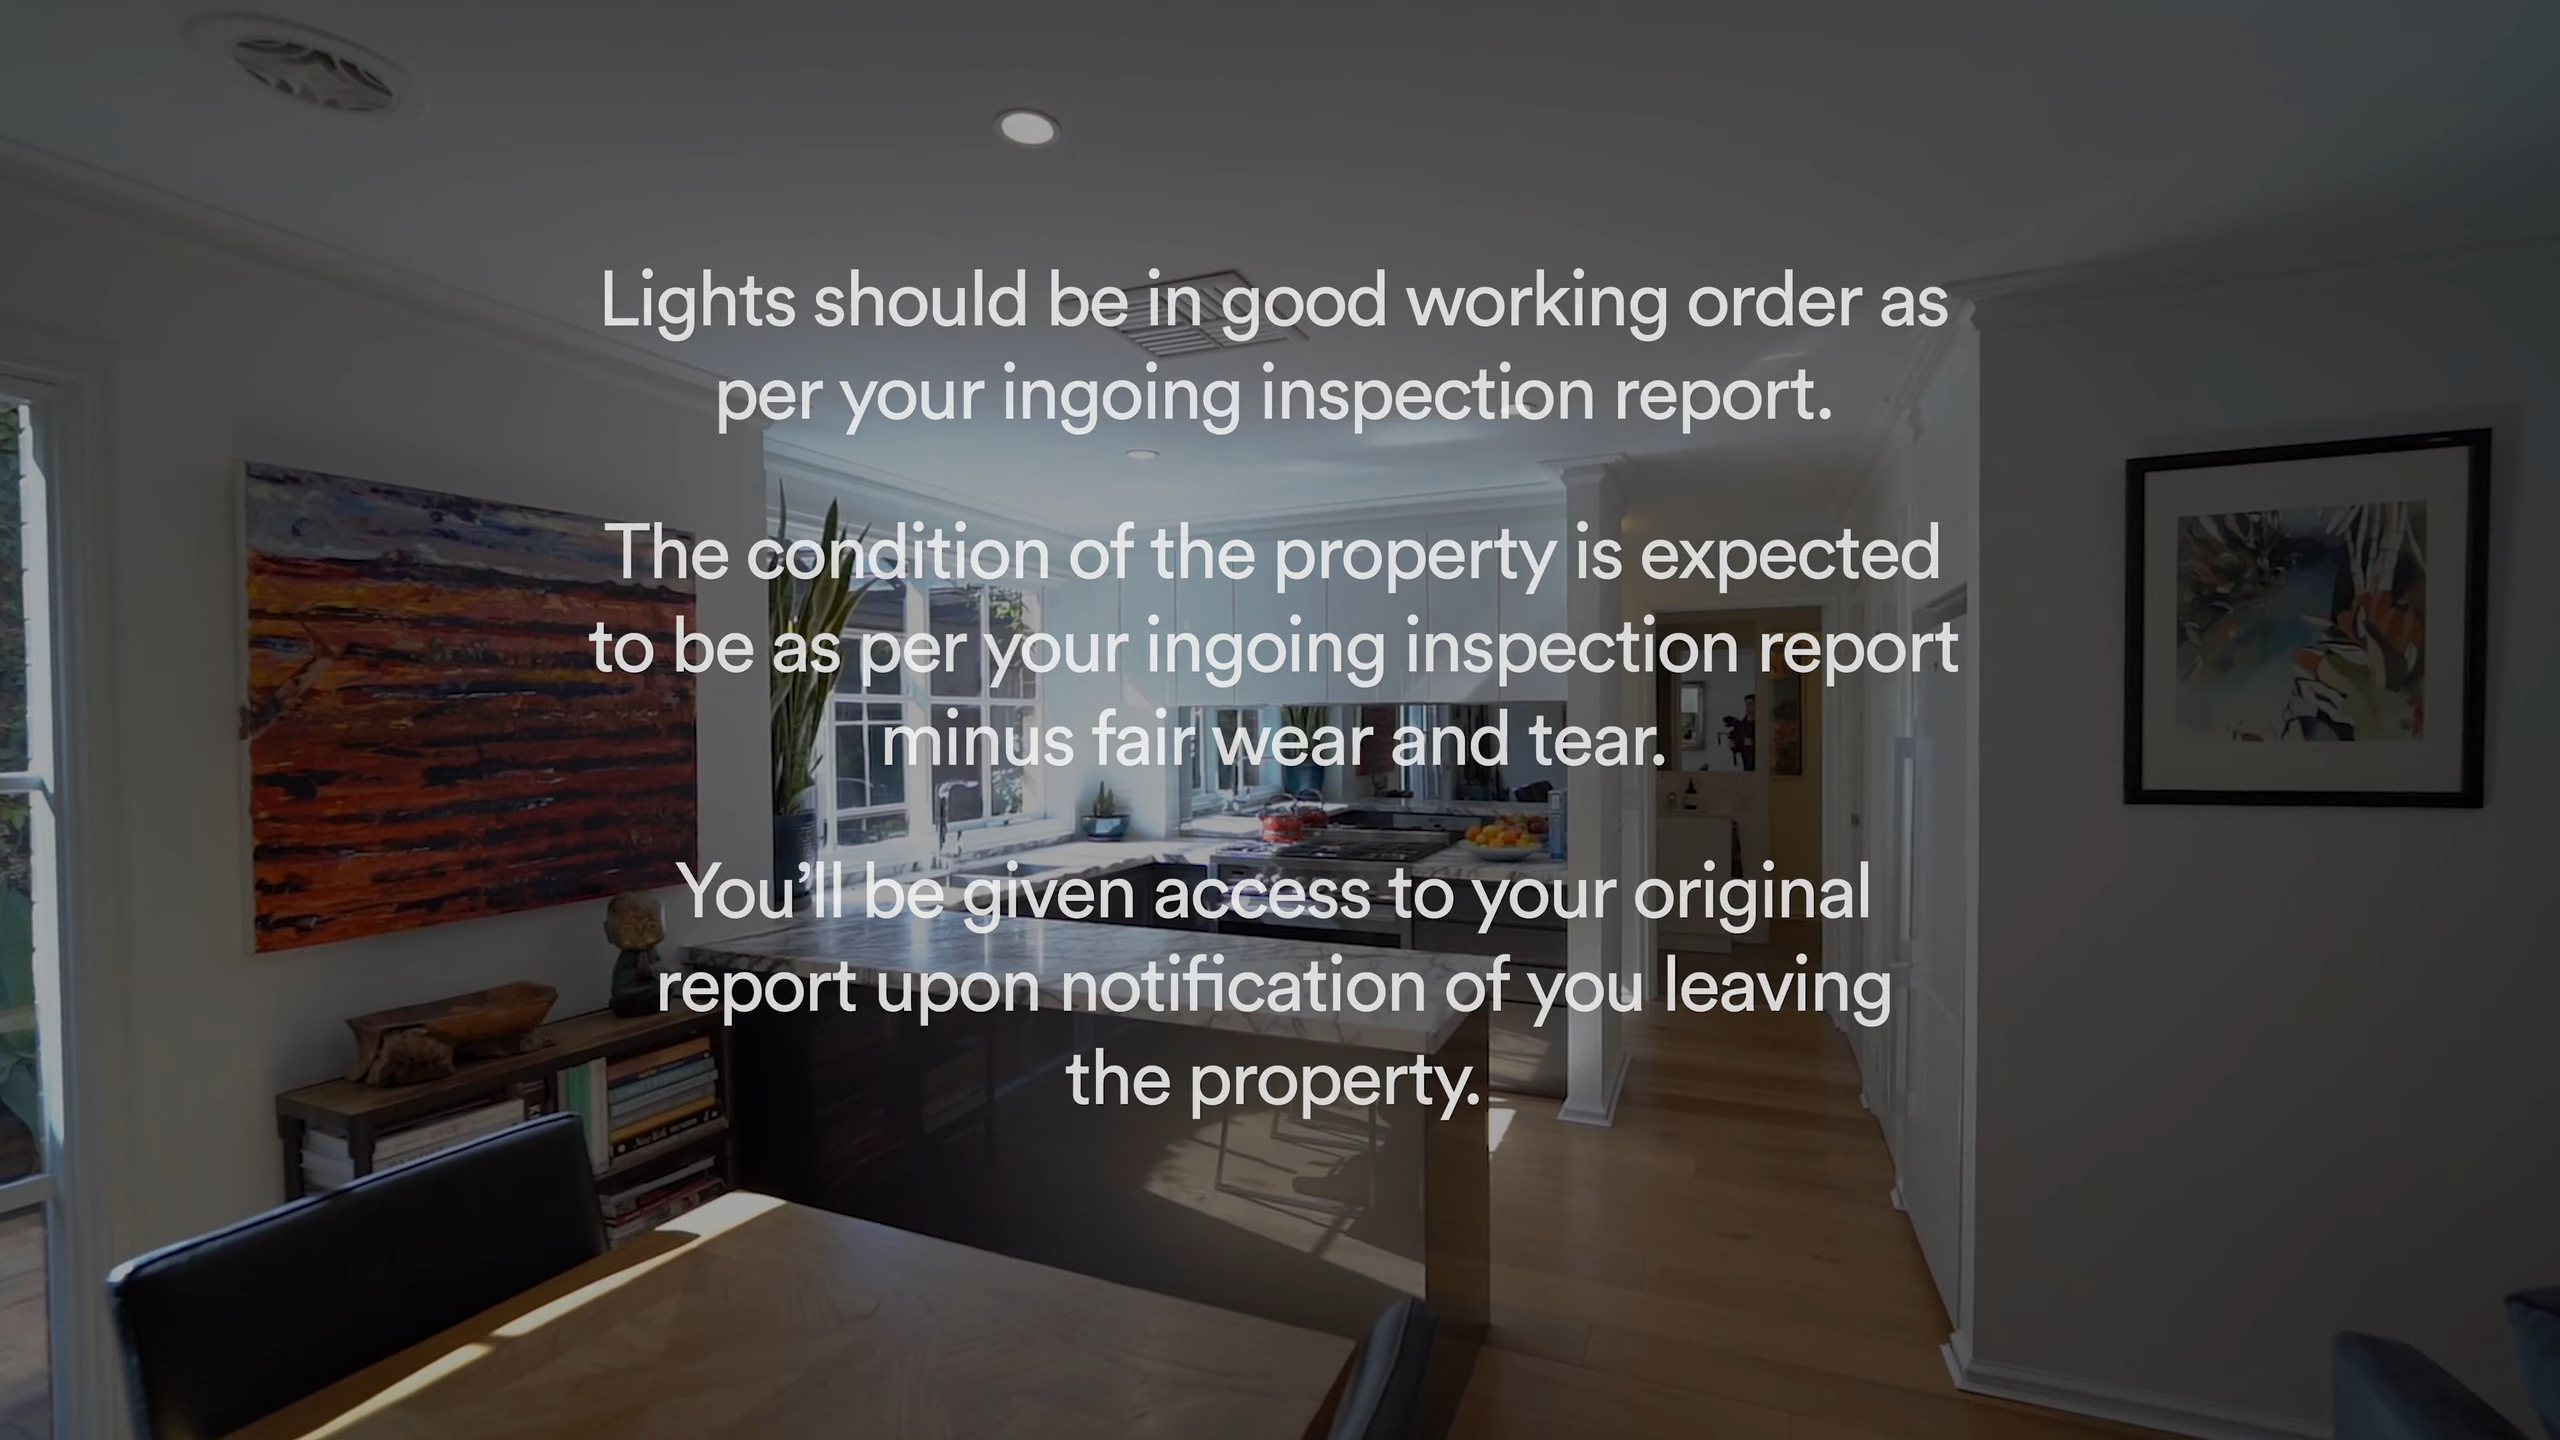 Lights should be in good working order as
per your ingoing inspection report.
The condition of the property is expected
to be as per your ingoing inspection report
minus fair wear and tear.
You’ll be given access to your original
report upon notification of you leaving
the property.